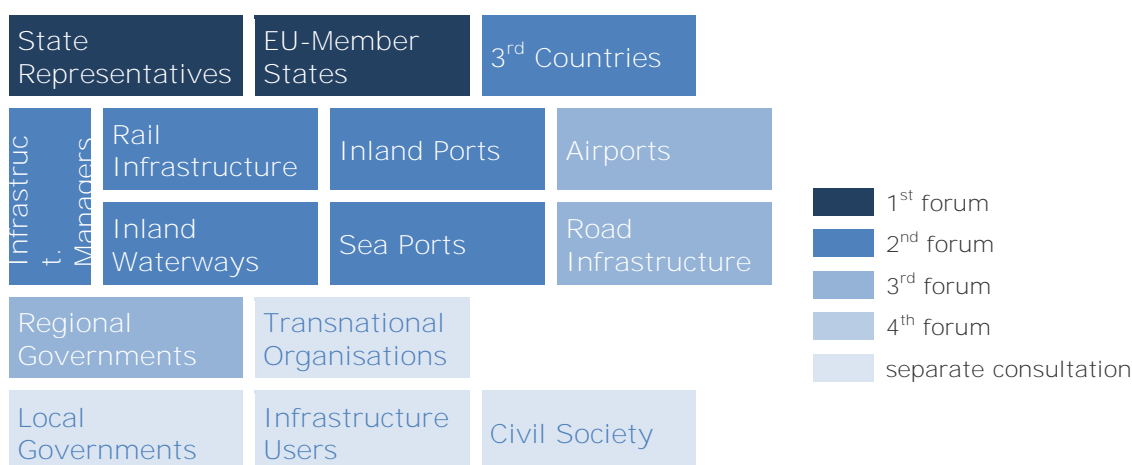 State
Representatives
EU-Member
States
3rd Countries
Infrastruc
t.
Managers
Rail
Infrastructure
Inland Ports
Airports
Inland
Waterways
Sea Ports
Road
Infrastructure
Regional
Governments
Transnational
Organisations
Local
Governments
Infrastructure
Users
Civil Society
1st forum
2nd forum
3rd forum
4th forum
separate consultation